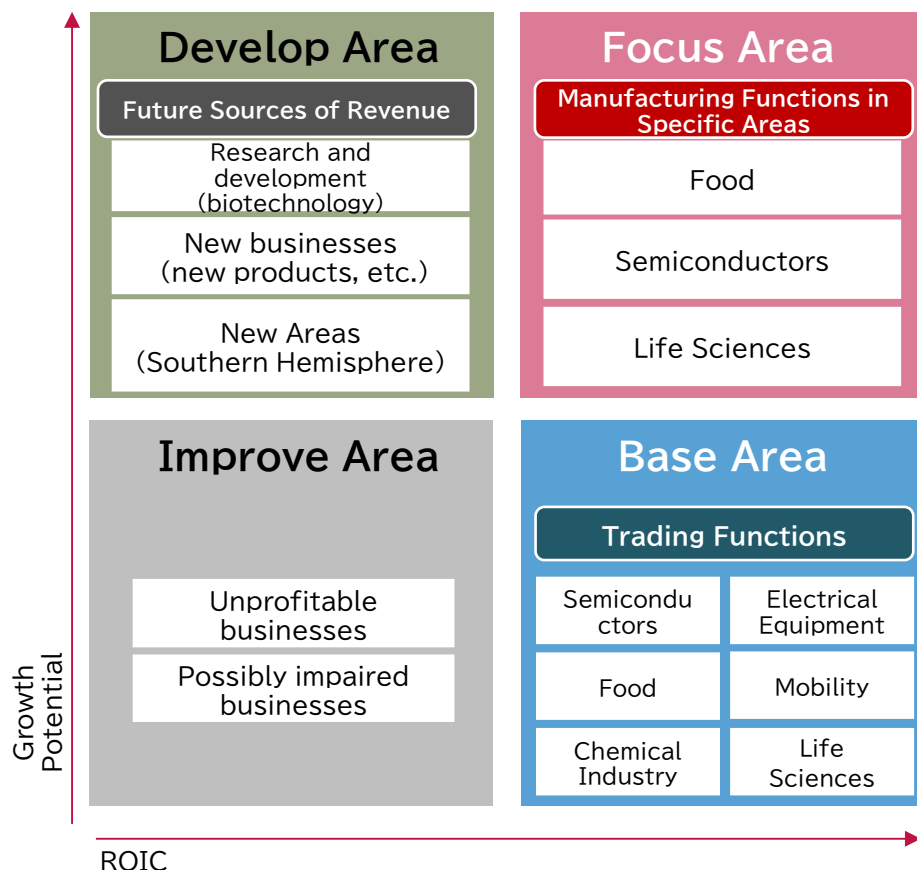 Develop Area
Future Sources of Revenue
Research and
development
(biotechnology)
New businesses
(new products, etc.)
New Areas
(Southern Hemisphere)
Focus Area
Manufacturing Functions in
Specific Areas
Food
Semiconductors
Life Sciences
Improve Area
Unprofitable
businesses
Possibly impaired
businesses
Base Area
Trading Functions
Semicondu
ctors
Electrical
Equipment
Food
Mobility
Chemical
Industry
Life
Sciences
Growth
Potential
ROIC